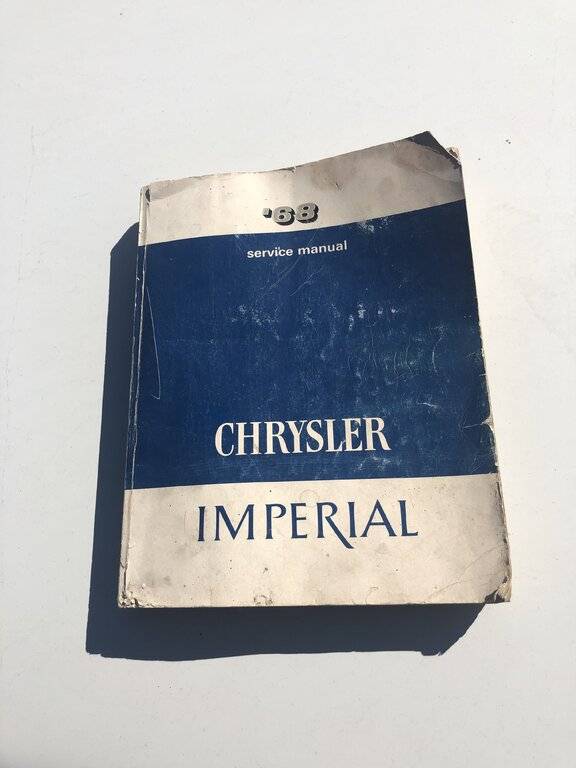 '68
service manual
CHRYSLER
IMPERIAL